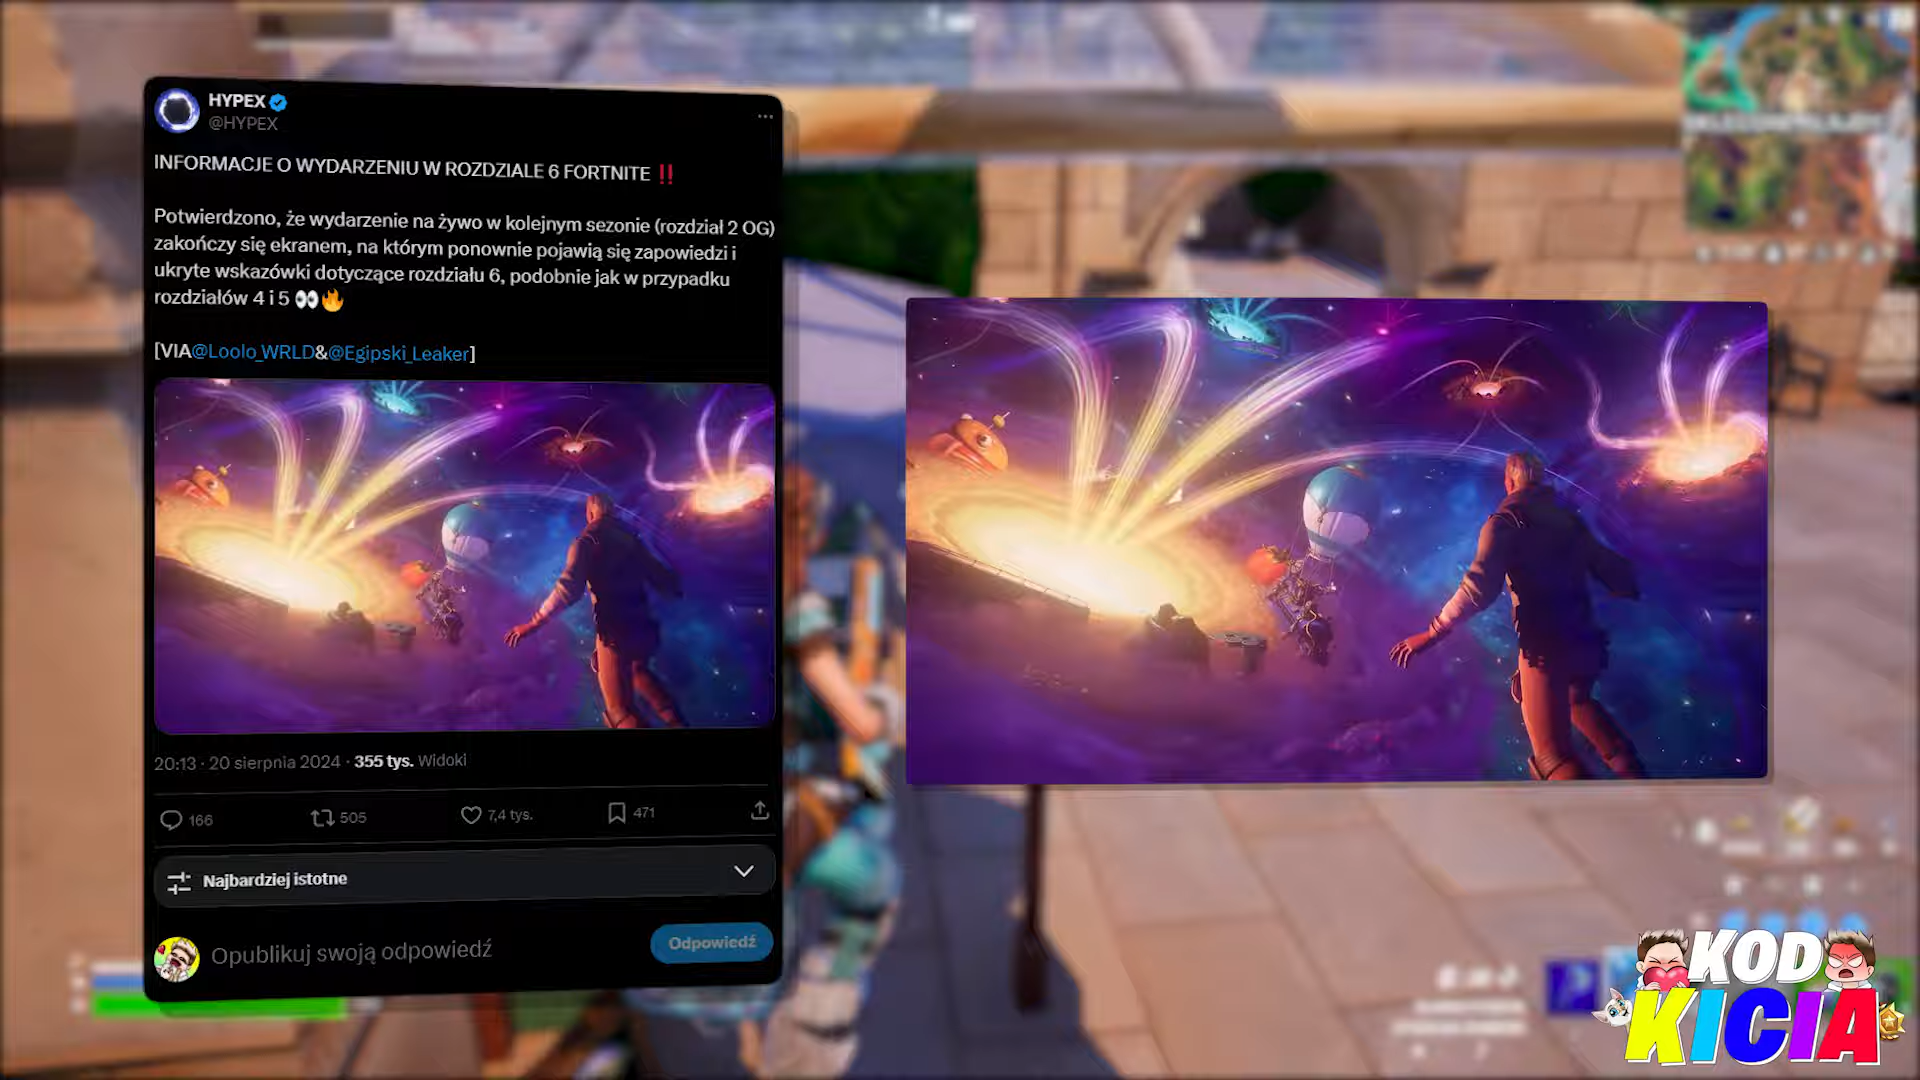 HYPEX
@HYPEX
INFORMACJE O WYDARZENIU W ROZDZIALE 6 FORTNITE ‼️
Potwierdzono, że wydarzenie na żywo w kolejnym sezonie (rozdział 2 OG)
zakończy się ekranem, na którym ponownie pojawią się zapowiedzi i
ukryte wskazówki dotyczące rozdziału 6, podobnie jak w przypadku
rozdziałów 4 i 5 👀🔥
[VIA@Loolo_WRLD&@Egipski_Leaker]
20:13 · 20 sierpnia 2024 · 355 tys. Widoki
166 505 7,4 tys. 471
Najbardziej istotne
Opublikuj swoją odpowiedź
Odpowiedź
KOD
KICIA